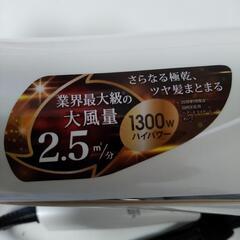 業界最大級の
大風量
2.5㎥/分
1300W
ハイパワー
さらなる極乾、
ツヤ髪まとまる